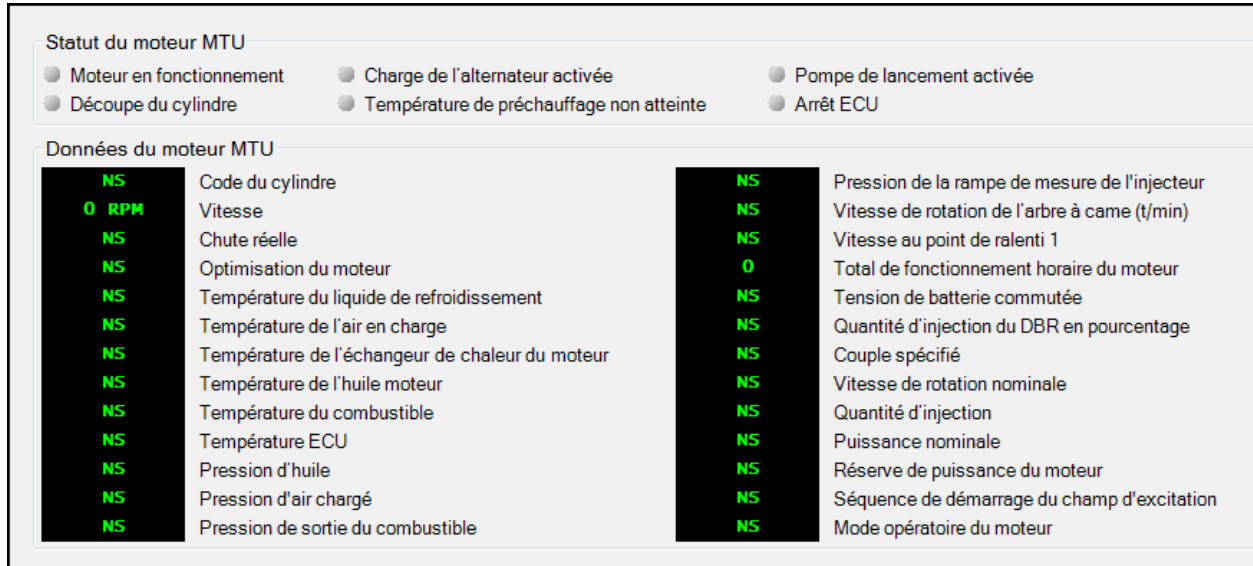 Statut du moteur MTU
Moteur en fonctionnement
Charge de l'alternateur activée
Pompe de lancement activée
Découpe du cylindre
Température de préchauffage non atteinte
Arrêt ECU
Données du moteur MTU
NS Code du cylindre
0 RPM Vitesse
NS Chute réelle
NS Optimisation du moteur
NS Température du liquide de refroidissement
NS Température de l'air en charge
NS Température de l'échangeur de chaleur du moteur
NS Température de l'huile moteur
NS Température du combustible
NS Température ECU
NS Pression d'huile
NS Pression d'air chargé
NS Pression de sortie du combustible
NS Pression de la rampe de mesure de l'injecteur
NS Vitesse de rotation de l'arbre à came (t/min)
NS Vitesse au point de ralenti 1
0 Total de fonctionnement horaire du moteur
NS Tension de batterie commutée
NS Quantité d'injection du DBR en pourcentage
NS Couple spécifié
NS Vitesse de rotation nominale
NS Quantité d'injection
NS Puissance nominale
NS Réserve de puissance du moteur
NS Séquence de démarrage du champ d'excitation
NS Mode opératoire du moteur